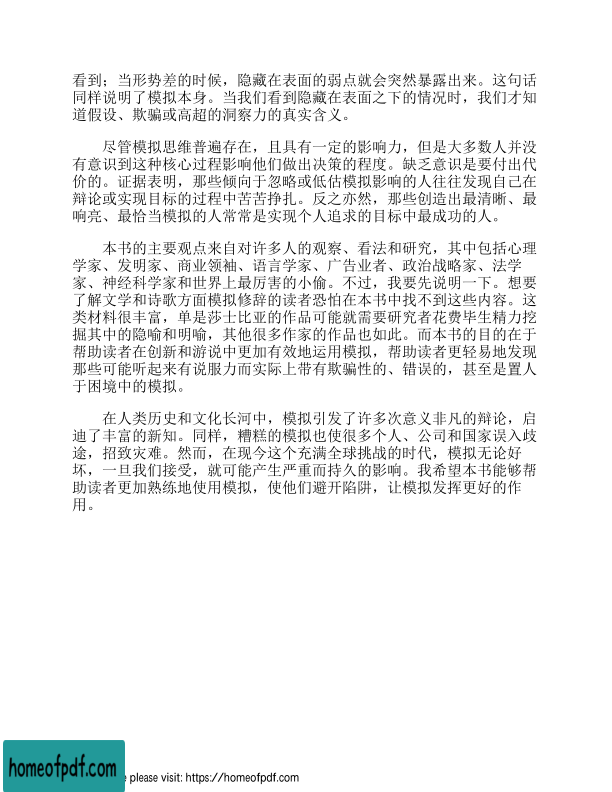 看到；当形势差的时候，隐藏在表面的弱点就会突然暴露出来。这句话
同样说明了模拟本身。当我们看到隐藏在表面之下的情况时，我们才知
道假设、欺骗或高超的洞察力的真实含义。
尽管模拟思维普遍存在，且具有一定的影响力，但是大多数人并没
有意识到这种核心过程影响他们做出决策的程度。缺乏意识是要付出代
价的。证据表明，那些倾向于忽略或低估模拟影响的人往往发现自己在
辩论或实现目标的过程中苦苦挣扎。反之亦然，那些创造出最清晰、最
响亮、最恰当模拟的人常常是实现个人追求的目标中最成功的人。
本书的主要观点来自对许多人的观察、看法和研究，其中包括心理
学家、发明家、商业领袖、语言学家、广告业者、政治战略家、法学
家、神经科学家和世界上最厉害的小偷。不过，我要先说明一下。想要
了解文学和诗歌方面模拟修辞的读者恐怕在本书中找不到这些内容。这
类材料很丰富，单是莎士比亚的作品可能就需要研究者花费毕生精力挖
掘其中的隐喻和明喻，其他很多作家的作品也如此。而本书的目的在于
帮助读者在创新和游说中更加有效地运用模拟，帮助读者更轻易地发现
那些可能听起来有说服力而实际上带有欺骗性的、错误的，甚至是置人
于困境中的模拟。
在人类历史和文化长河中，模拟引发了许多次意义非凡的辩论，启
迪了丰富的新知。同样，糟糕的模拟也使很多个人、公司和国家误入歧
途，招致灾难。然而，在现今这个充满全球挑战的时代，模拟无论好
坏，一旦我们接受，就可能产生严重而持久的影响。我希望本书能够帮
助读者更加熟练地使用模拟，使他们避开陷阱，让模拟发挥更好的作
用。
homeofpdf.com
e please visit: https://homeofpdf.com